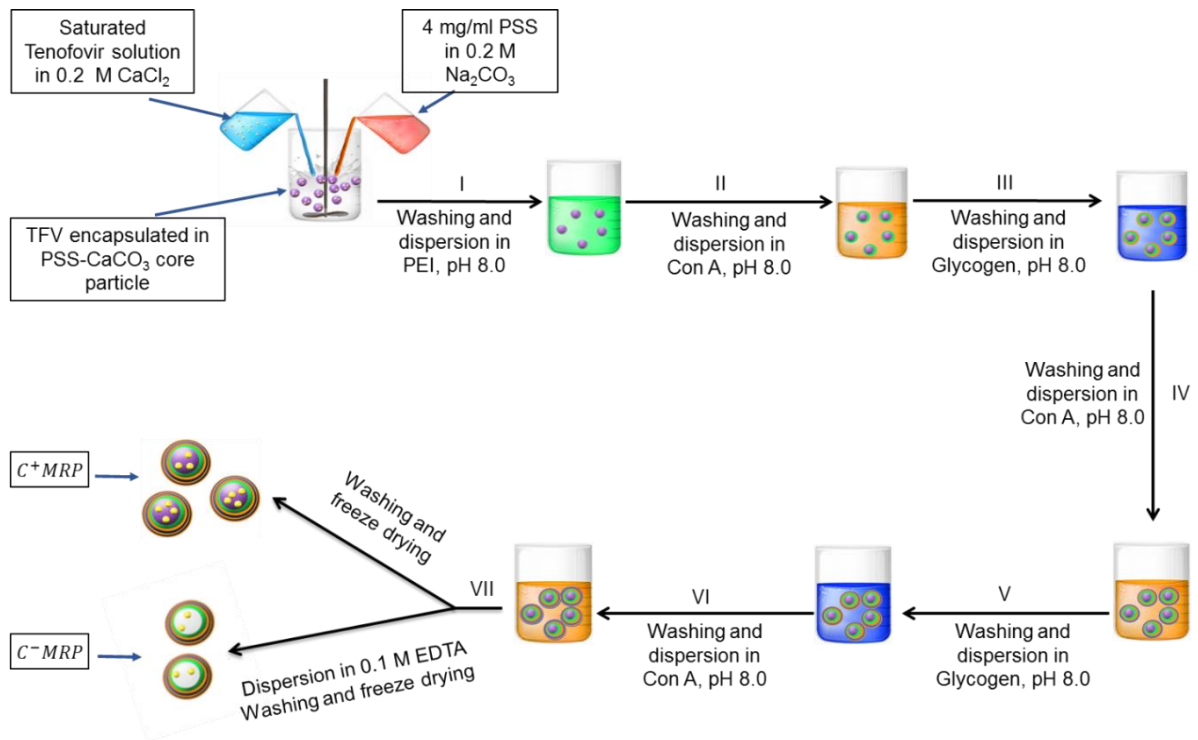 Saturated
Tenofovir solution
in 0.2 M CaCl₂
4 mg/ml PSS
in 0.2 M
Na₂CO₃
TFV encapsulated in
PSS-CaCO₃ core
particle
I
Washing and
dispersion in
PEI, pH 8.0
II
Washing and
dispersion in
Con A, pH 8.0
III
Washing and
dispersion in
Glycogen, pH 8.0
Washing and
dispersion in
Con A, pH 8.0
IV
V
Washing and
dispersion in
Glycogen, pH 8.0
VI
Washing and
dispersion in
Con A, pH 8.0
VII
Washing and
freeze drying
C⁺MRP
Dispersion in 0.1 M EDTA
Washing and freeze drying
C⁻MRP